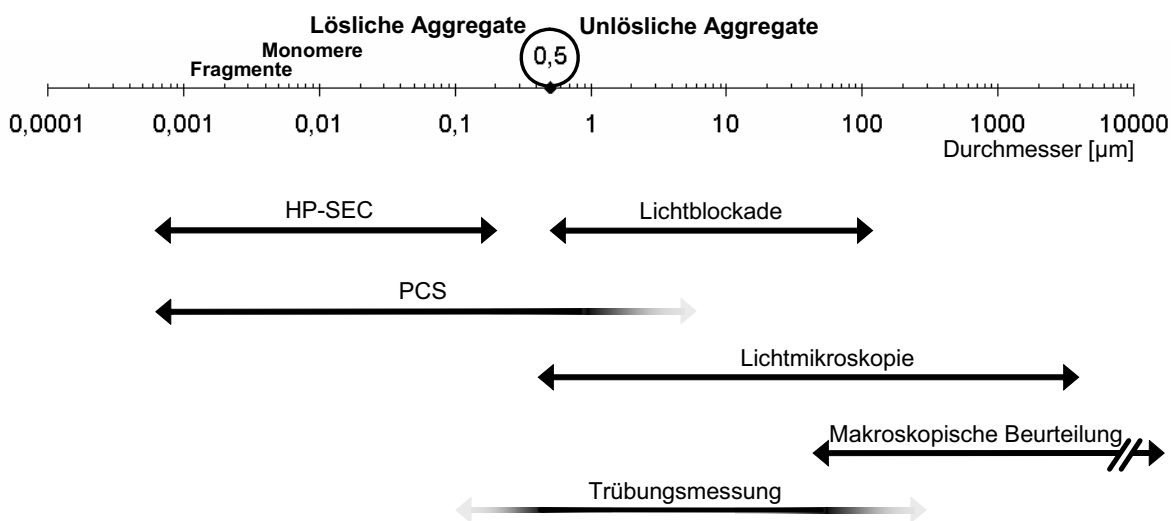 Lösliche Aggregate Unlösliche Aggregate
Monomere 0,5
Fragmente
0,0001 0,001 0,01 0,1 1 10 100 1000 10000
Durchmesser [µm]
HP-SEC Lichtblockade
PCS
Lichtmikroskopie
Makroskopische Beurteilung
Trübungsmessung